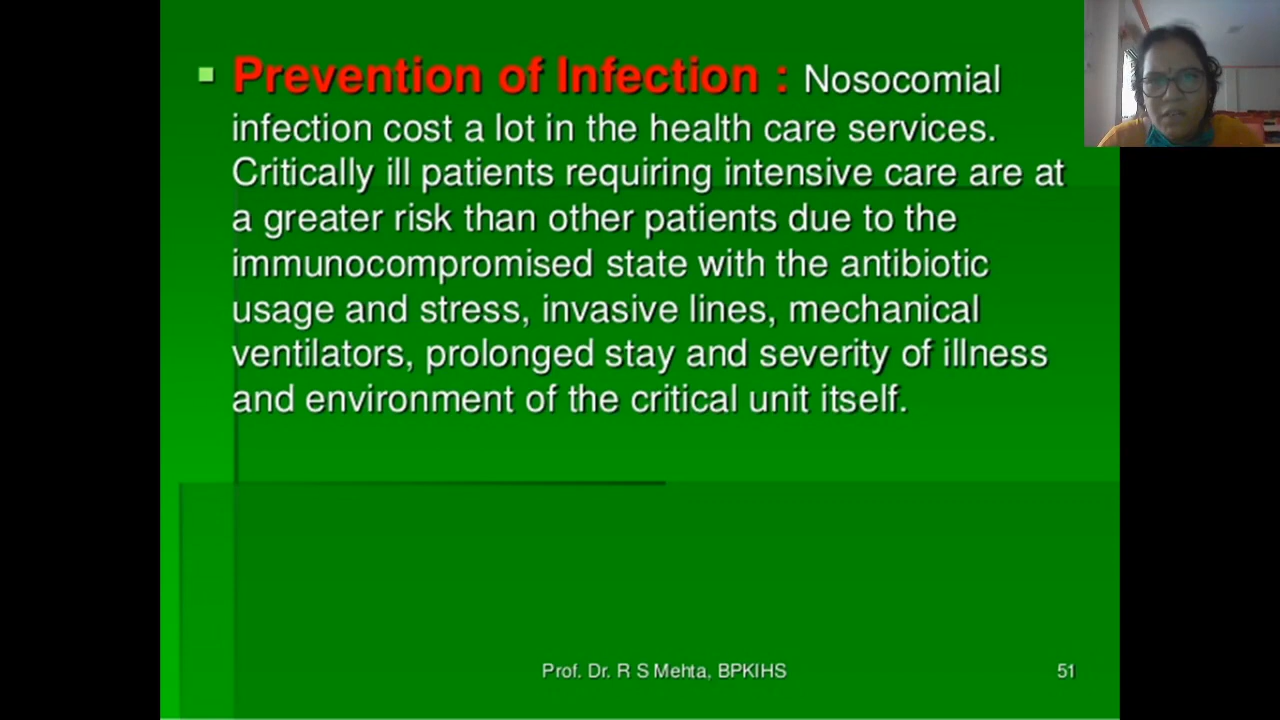 Prevention of Infection : Nosocomial
infection cost a lot in the health care services.
Critically ill patients requiring intensive care are at
a greater risk than other patients due to the
immunocompromised state with the antibiotic
usage and stress, invasive lines, mechanical
ventilators, prolonged stay and severity of illness
and environment of the critical unit itself.
Prof. Dr. R S Mehta, BPKIHS
51